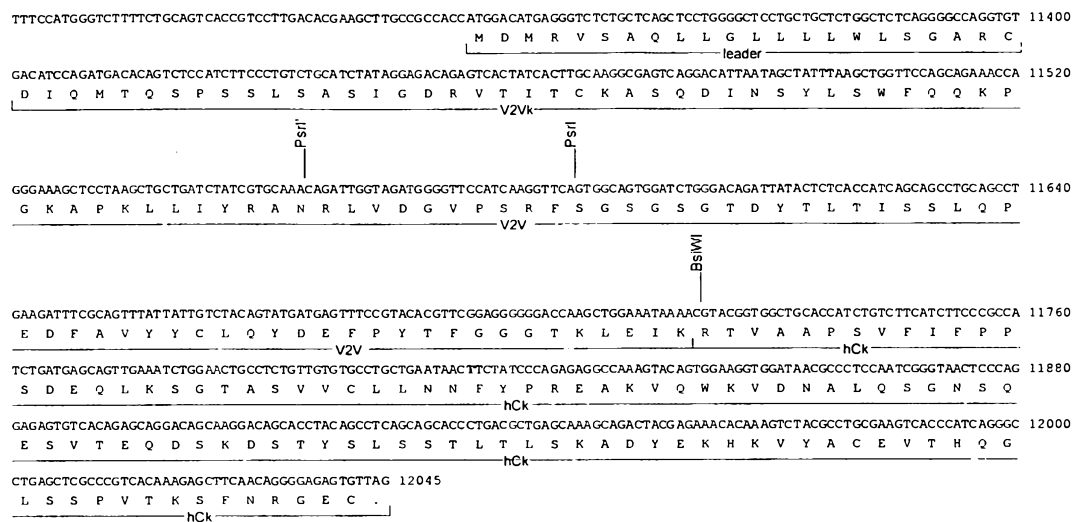 TTTCCATGGGTCTTTTCTGCAGTCACCGTCCTTGACACGAAGCTTGCCGCCACCATGGACATGAGGGTCTCTGCTCAGCTCCTGGGGCTCCTGCTGCTCTGGCTCTCAGGGGCCAGGTGT 11400
M D M R V S A Q L L G L L L L W L S G A R C
leader
GACATCCAGATGACACAGTCTCCATCTTCCCTGTCTGCATCTATAGGAGACAGAGTCACTATCACTTGCAAGGCGAGTCAGGACATTAATAGCTATTTAAGCTGGTTCCAGCAGAAACCA 11520
D I Q M T Q S P S S L S A S I G D R V T I T C K A S Q D I N S Y L S W F Q Q K P
V2Vk
PsrI'
PsrI
GGGAAAGCTCCTAAGCTGCTGATCTATCGTGCAAACAGATTGGTAGATGGGGTTCCATCAAGGTTCAGTGGCAGTGGATCTGGGACAGATTATACTCTCACCATCAGCAGCCTGCAGCCT 11640
G K A P K L L I Y R A N R L V D G V P S R F S G S G S G T D Y T L T I S S L Q P
V2V
BsiWI
GAAGATTTCGCAGTTTATTATTGTCTACAGTATGATGAGTTTCCGTACACGTTCGGAGGGGGGACCAAGCTGGAAATAAAACGTACGGTGGCTGCACCATCTGTCTTCATCTTCCCGCCA 11760
E D F A V Y Y C L Q Y D E F P Y T F G G G T K L E I K R T V A A P S V F I F P P
V2V hCk
TCTGATGAGCAGTTGAAATCTGGAACTGCCTCTGTTGTGTGCCTGCTGAATAACTTCTATCCCAGAGAGGCCAAAGTACAGTGGAAGGTGGATAACGCCCTCCAATCGGGTAACTCCCAG 11880
S D E Q L K S G T A S V V C L L N N F Y P R E A K V Q W K V D N A L Q S G N S Q
hCk
GAGAGTGTCACAGAGCAGGACAGCAAGGACAGCACCTACAGCCTCAGCAGCACCCTGACGCTGAGCAAAGCAGACTACGAGAAACACAAAGTCTACGCCTGCGAAGTCACCCATCAGGGC 12000
E S V T E Q D S K D S T Y S L S S T L T L S K A D Y E K H K V Y A C E V T H Q G
hCk
CTGAGCTCGCCCGTCACAAAGAGCTTCAACAGGGGAGAGTGTTAG 12045
L S S P V T K S F N R G E C .
hCk